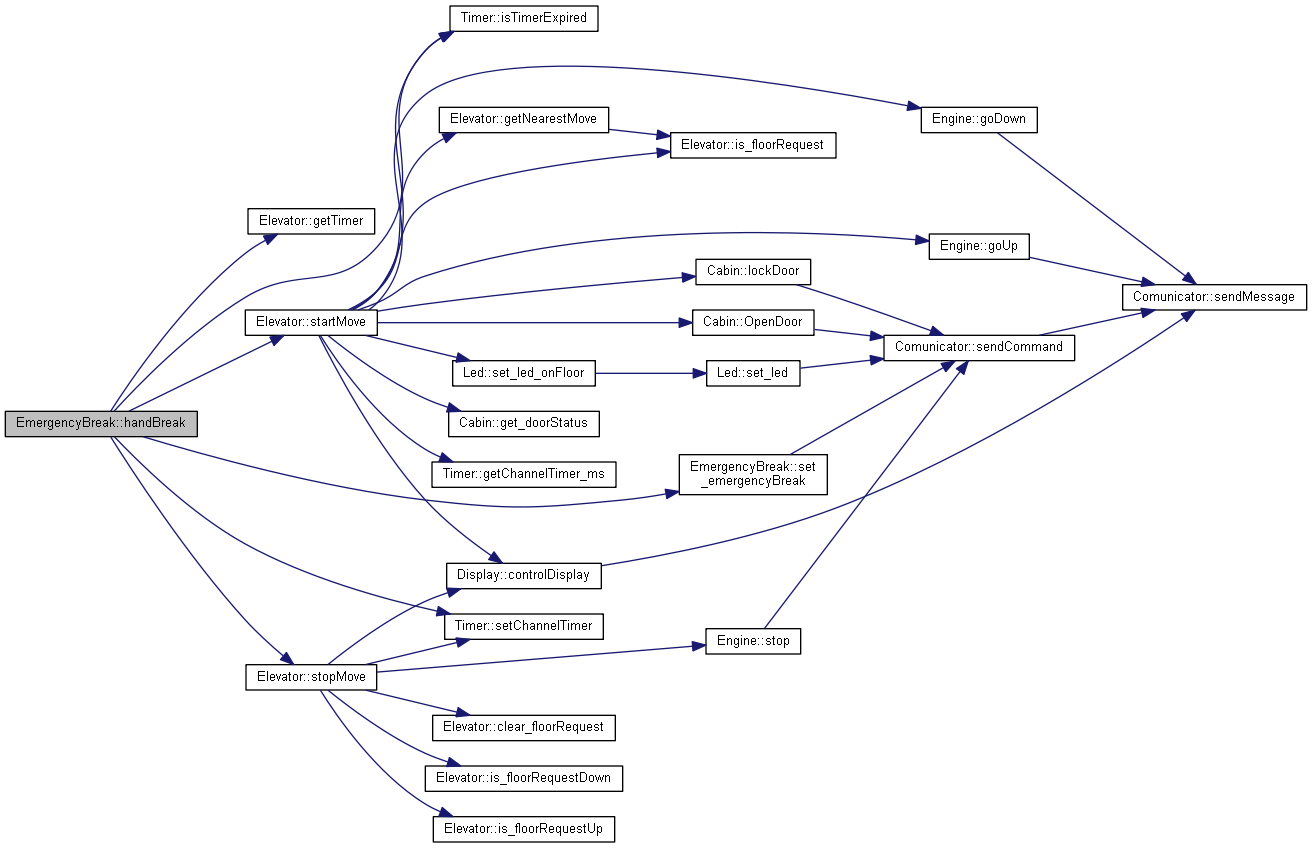 Timer::isTimerExpired
Elevator::getNearestMove
Engine::goDown
Elevator::is_floorRequest
Elevator::getTimer
Engine::goUp
Cabin::lockDoor
Comunicator::sendMessage
Elevator::startMove
Cabin::OpenDoor
Comunicator::sendCommand
Led::set_led_onFloor
Led::set_led
EmergencyBreak::handBreak
Cabin::get_doorStatus
Timer::getChannelTimer_ms
EmergencyBreak::set
_emergencyBreak
Display::controlDisplay
Timer::setChannelTimer
Engine::stop
Elevator::stopMove
Elevator::clear_floorRequest
Elevator::is_floorRequestDown
Elevator::is_floorRequestUp